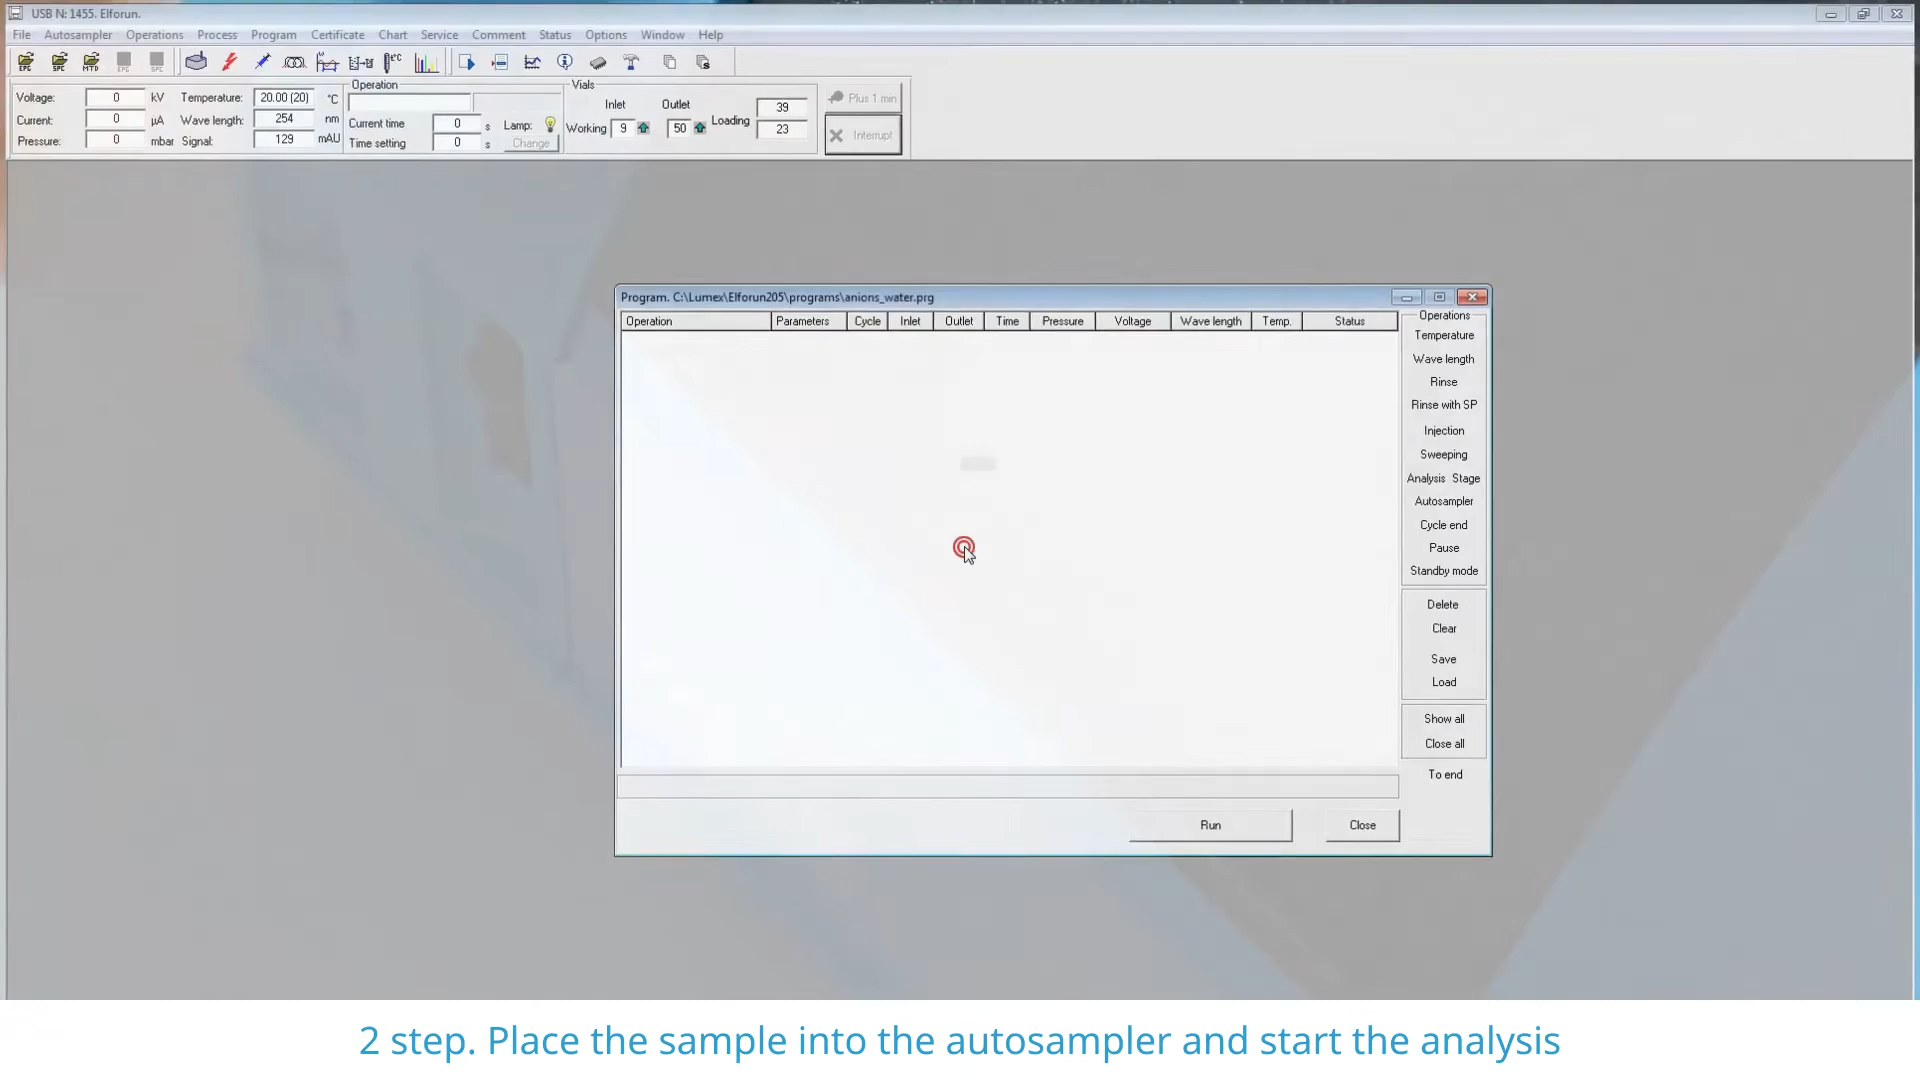 USB N: 1455. Elforun.
File Autosampler Operations Process Program Certificate Chart Service Comment Status Options Window Help
EPG SPC MTD EPG SPC °C
Operation Vials
Voltage: 0 kV Temperature: 20.00 (20) °C
Current: 0 µA Wave length: 254 nm
Pressure: 0 mbar Signal: 129 mAU
Current time 0 s Lamp:
Time setting 0 s Change
Inlet Outlet
Working 9 50 Loading 39
23
Plus 1 min
Interrupt
Program. C:\Lumex\Elforun205\programs\anions_water.prg
Operation Parameters Cycle Inlet Outlet Time Pressure Voltage Wave length Temp. Status
Operations
Temperature
Wave length
Rinse
Rinse with SP
Injection
Sweeping
Analysis Stage
Autosampler
Cycle end
Pause
Standby mode
Delete
Clear
Save
Load
Show all
Close all
To end
Run Close
2 step. Place the sample into the autosampler and start the analysis